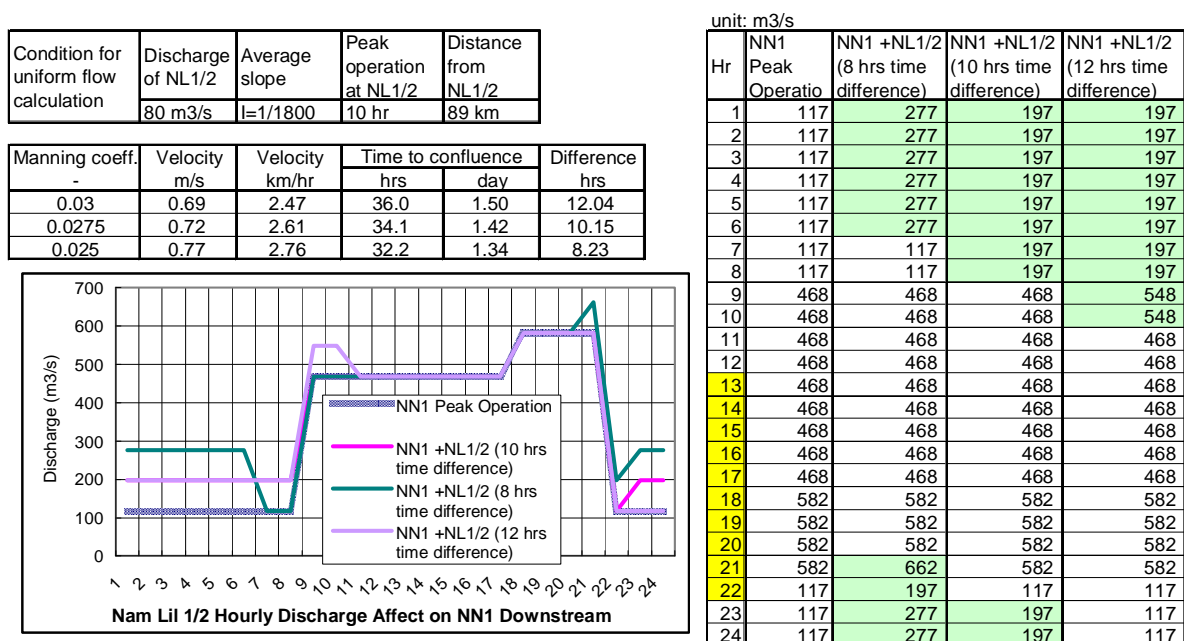 Condition for uniform flow calculation | Discharge of NL1/2 | Average slope | Peak operation at NL1/2 | Distance from NL1/2
80 m3/s | I=1/1800 | 10 hr | 89 km
Manning coeff. | Velocity | Velocity | Time to confluence | Difference
- | m/s | km/hr | hrs | day | hrs
0.03 | 0.69 | 2.47 | 36.0 | 1.50 | 12.04
0.0275 | 0.72 | 2.61 | 34.1 | 1.42 | 10.15
0.025 | 0.77 | 2.76 | 32.2 | 1.34 | 8.23
700
600
500
400
300
200
100
0
Discharge (m3/s)
NN1 Peak Operation
NN1 +NL1/2 (10 hrs
time difference)
NN1 +NL1/2 (8 hrs
time difference)
NN1 +NL1/2 (12 hrs
time difference)
1 2 3 4 5 6 7 8 9 10 11 12 13 14 15 16 17 18 19 20 21 22 23 24
Nam Lil 1/2 Hourly Discharge Affect on NN1 Downstream
unit: m3/s
Hr | NN1 Peak Operatio | NN1 +NL1/2 (8 hrs time difference) | NN1 +NL1/2 (10 hrs time difference) | NN1 +NL1/2 (12 hrs time difference)
1 | 117 | 277 | 197 | 197
2 | 117 | 277 | 197 | 197
3 | 117 | 277 | 197 | 197
4 | 117 | 277 | 197 | 197
5 | 117 | 277 | 197 | 197
6 | 117 | 277 | 197 | 197
7 | 117 | 117 | 197 | 197
8 | 117 | 117 | 197 | 197
9 | 468 | 468 | 468 | 548
10 | 468 | 468 | 468 | 548
11 | 468 | 468 | 468 | 468
12 | 468 | 468 | 468 | 468
13 | 468 | 468 | 468 | 468
14 | 468 | 468 | 468 | 468
15 | 468 | 468 | 468 | 468
16 | 468 | 468 | 468 | 468
17 | 468 | 468 | 468 | 468
18 | 582 | 582 | 582 | 582
19 | 582 | 582 | 582 | 582
20 | 582 | 582 | 582 | 582
21 | 582 | 662 | 582 | 582
22 | 117 | 197 | 117 | 117
23 | 117 | 277 | 197 | 117
24 | 117 | 277 | 197 | 117